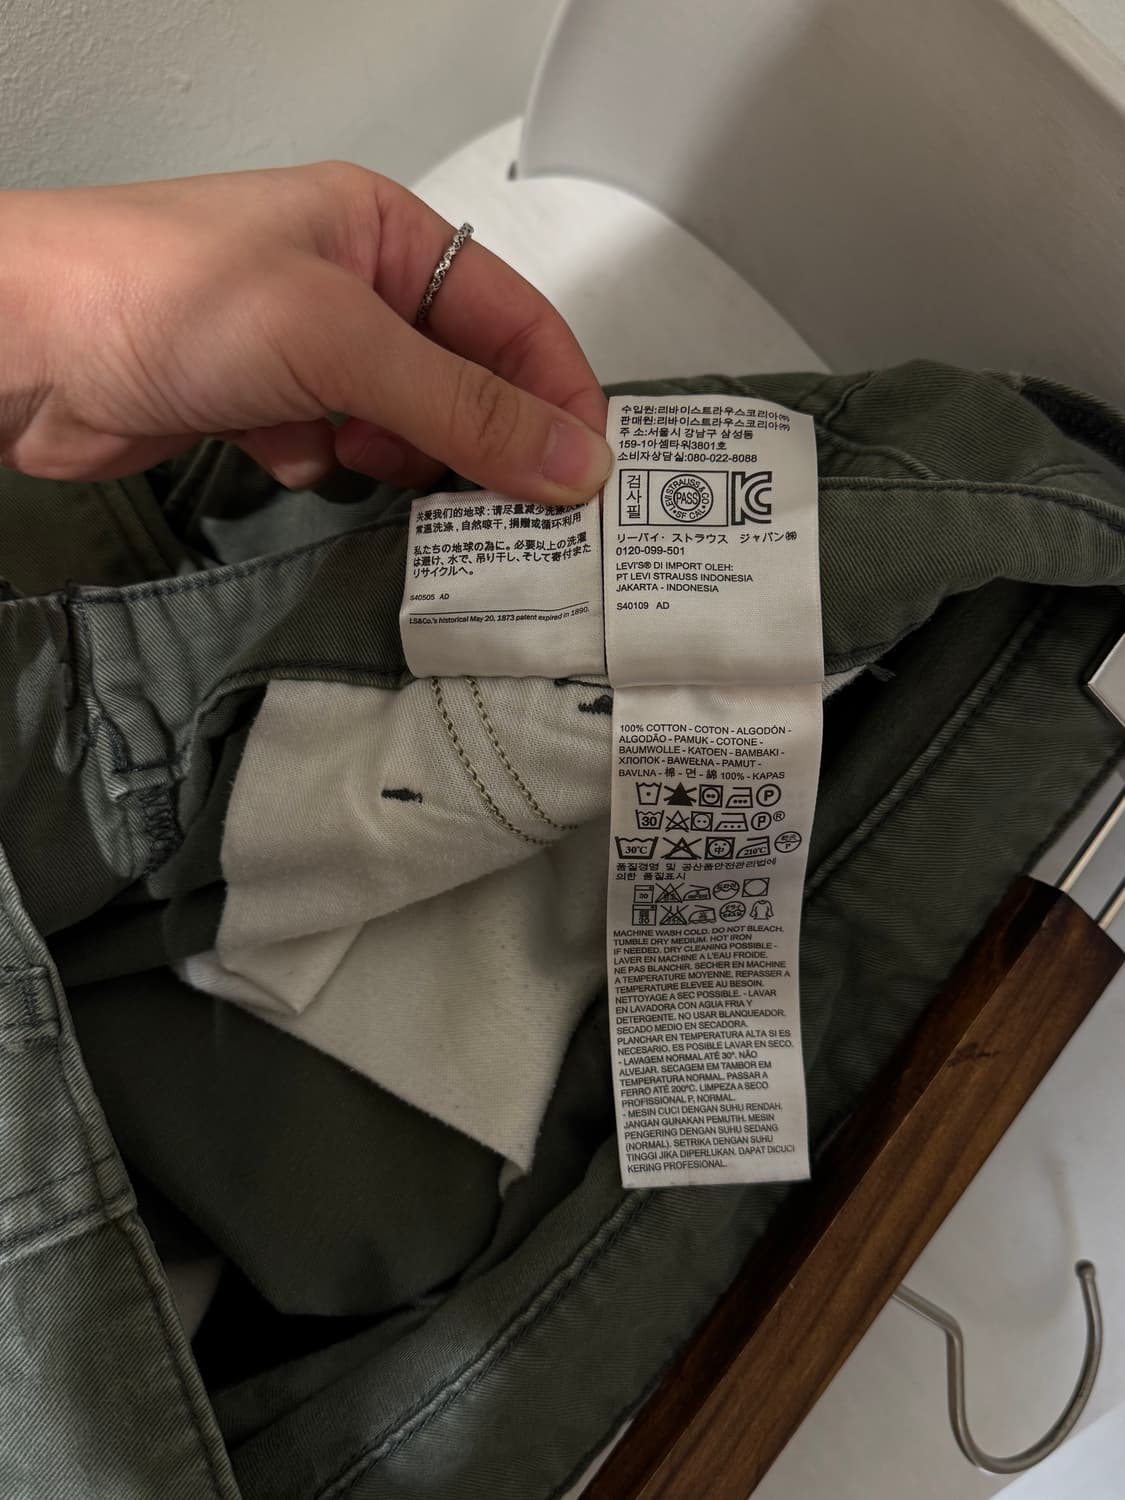 关爱我们的地球:请尽量减少洗涤
常温洗涤,自然晾干,捐赠或循环利用
私たちの地球の為に。必要以上の洗濯
は避け、水で、吊り干し、そして寄付また
リサイクルへ。
S40505 AD
LS&Co.'s historical May 20, 1873 patent expired in 1890.
수입원:리바이스트라우스코리아㈜
판매원:리바이스트라우스코리아㈜
주 소:서울시 강남구 삼성동
159-1아셈타워3801호
소비자상담실:080-022-8088
검사필
LEVI STRAUSS & CO
PASS
SF CAL
KC
リーバイ・ストラウス ジャパン㈱
0120-099-501
LEVI'S® DI IMPORT OLEH:
PT LEVI STRAUSS INDONESIA
JAKARTA - INDONESIA
S40109 AD
100% COTTON - COTON - ALGODÓN -
ALGODÃO - PAMUK - COTONE -
BAUMWOLLE - KATOEN - BAMBAKI -
ХЛОПОК - BAWEŁNA - PAMUT -
BAVLNA - 棉 - 면 - 綿 100% - KAPAS
P
30 P®
30°C 中 210°C
품질경영 및 공산품안전관리법에
의한 품질표시
30
30
MACHINE WASH COLD. DO NOT BLEACH.
TUMBLE DRY MEDIUM. HOT IRON
IF NEEDED. DRY CLEANING POSSIBLE -
LAVER EN MACHINE A L'EAU FROIDE.
NE PAS BLANCHIR. SECHER EN MACHINE
A TEMPERATURE MOYENNE. REPASSER A
TEMPERATURE ELEVEE AU BESOIN.
NETTOYAGE A SEC POSSIBLE. - LAVAR
EN LAVADORA CON AGUA FRIA Y
DETERGENTE. NO USAR BLANQUEADOR.
SECADO MEDIO EN SECADORA.
PLANCHAR EN TEMPERATURA ALTA SI ES
NECESARIO. ES POSIBLE LAVAR EN SECO.
- LAVAGEM NORMAL ATÉ 30°. NÃO
ALVEJAR. SECAGEM EM TAMBOR EM
TEMPERATURA NORMAL. PASSAR A
FERRO ATÉ 200°C. LIMPEZA A SECO
PROFISSIONAL P, NORMAL.
- MESIN CUCI DENGAN SUHU RENDAH.
JANGAN GUNAKAN PEMUTIH. MESIN
PENGERING DENGAN SUHU SEDANG
(NORMAL). SETRIKA DENGAN SUHU
TINGGI JIKA DIPERLUKAN. DAPAT DICUCI
KERING PROFESIONAL.